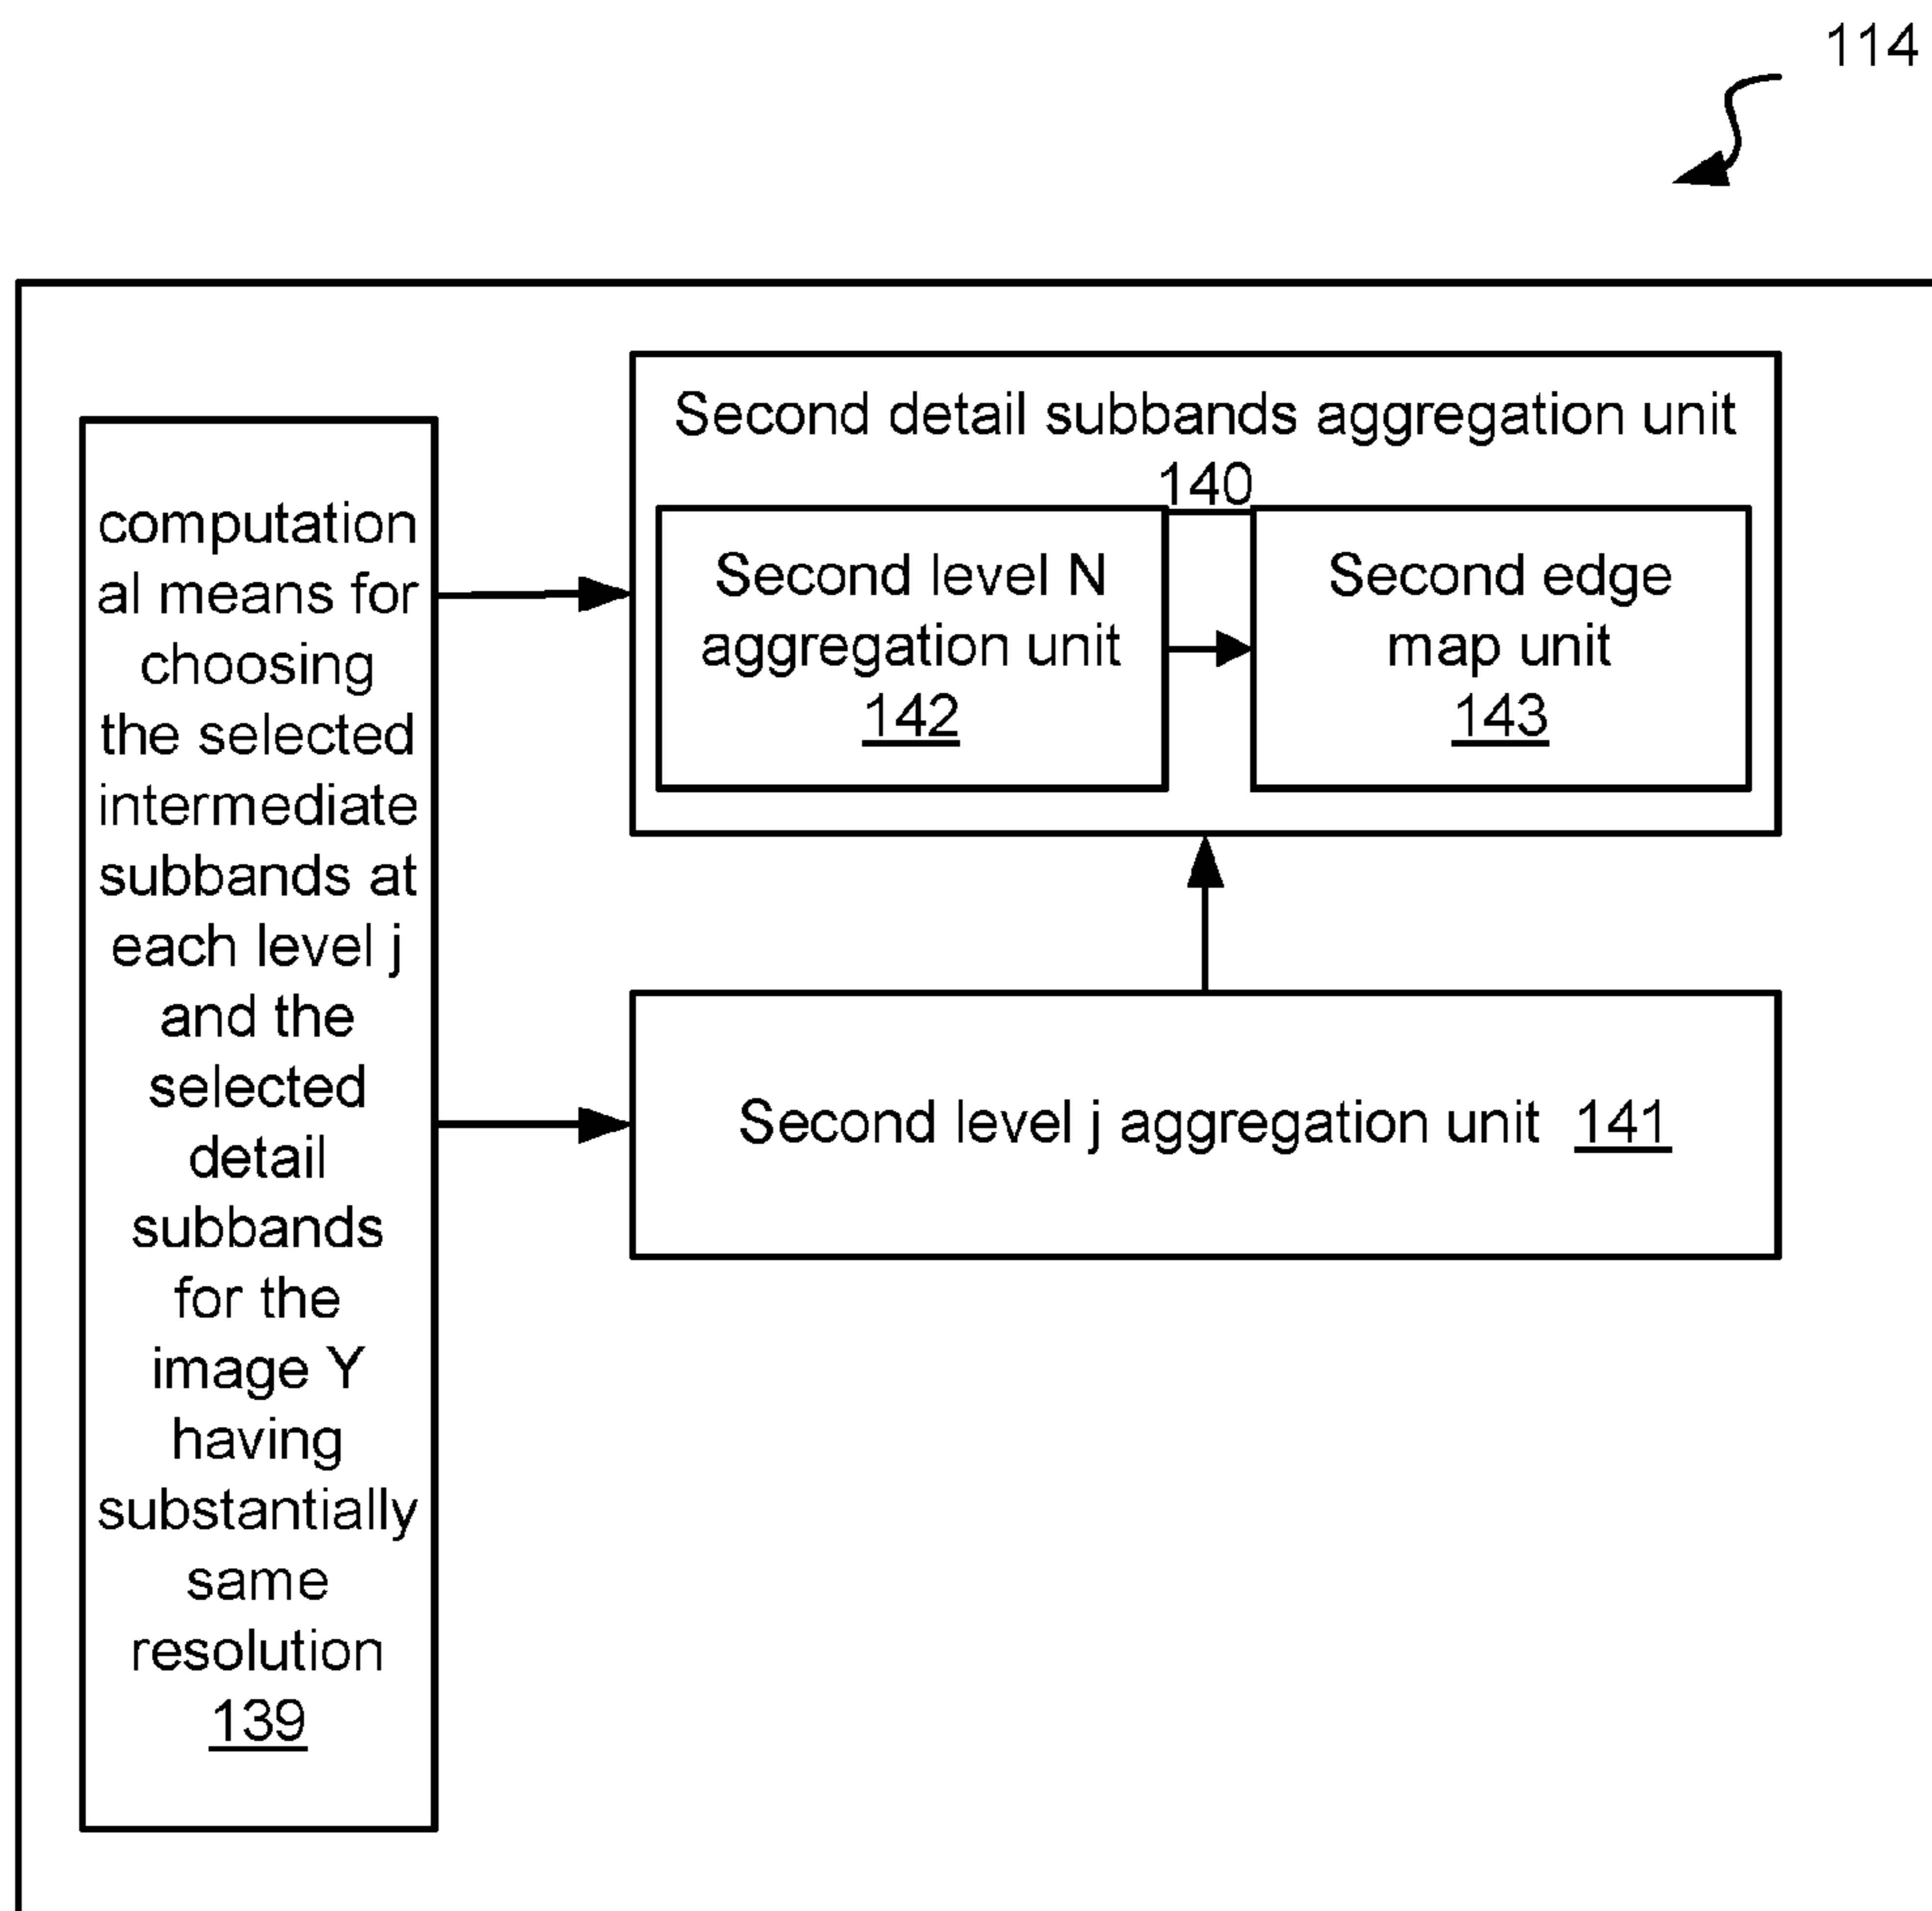 114
computation
al means for
choosing
the selected
intermediate
subbands at
each level j
and the
selected
detail
subbands
for the
image Y
having
substantially
same
resolution
139
Second detail subbands aggregation unit
140
Second level N
aggregation unit
142
Second edge
map unit
143
Second level j aggregation unit 141